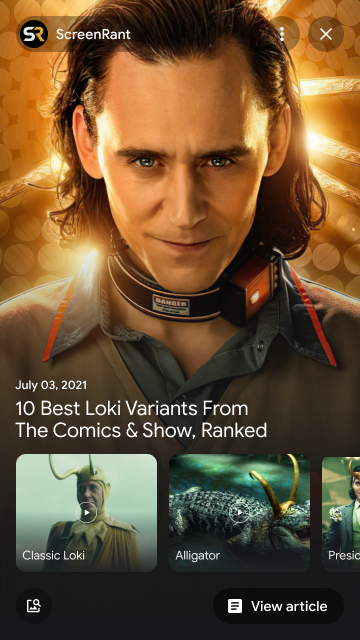 SR ScreenRant
DANGER
July 03, 2021
10 Best Loki Variants From
The Comics & Show, Ranked
Classic Loki
Alligator
Presid
View article